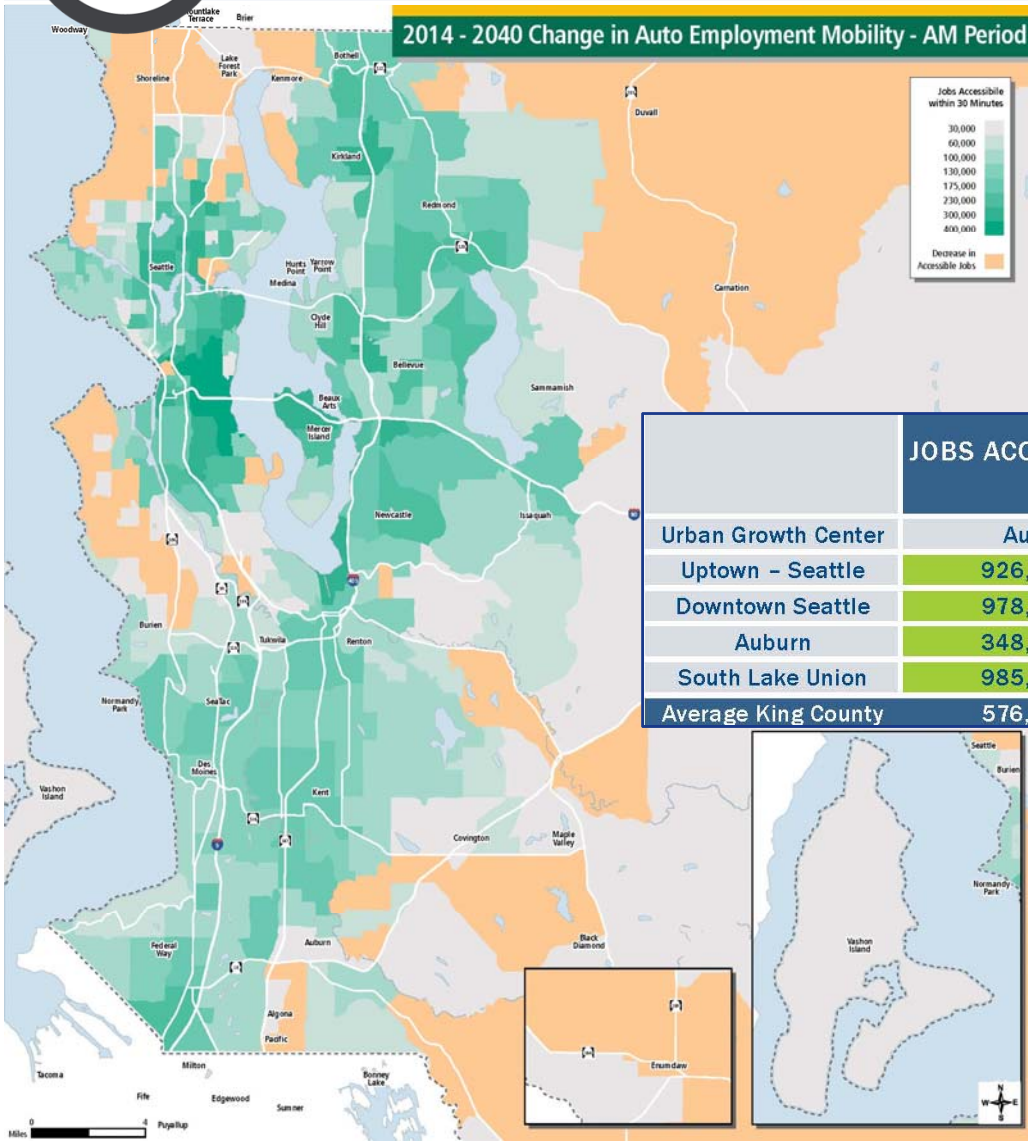 2014 - 2040 Change in Auto Employment Mobility - AM Period
Mountlake
Terrace
Brier
Woodway
Bothell
Lake
Forest
Park
Shoreline
Kenmore
Duvall
Jobs Accessibile
within 30 Minutes
30,000
60,000
100,000
130,000
175,000
230,000
300,000
400,000
Decrease in
Accessible Jobs
Kirkland
Redmond
Seattle
Hunts
Point
Yarrow
Point
Medina
Carnation
Clyde
Hill
Bellevue
Sammamish
Beaux
Arts
Mercer
Island
Newcastle
Issaquah
JOBS ACC
Urban Growth Center Au
Uptown – Seattle 926,
Downtown Seattle 978,
Auburn 348,
South Lake Union 985,
Average King County 576,
Burien
Tukwila
Renton
Normandy
Park
SeaTac
Des
Moines
Kent
Vashon
Island
Covington
Maple
Valley
Seattle
Burien
Normandy
Park
Vashon
Island
Federal
Way
Auburn
Black
Diamond
Algona
Pacific
Enumclaw
Tacoma
Milton
Fife
Edgewood
Sumner
Bonney
Lake
Puyallup
0 4
Miles
N
W E
S